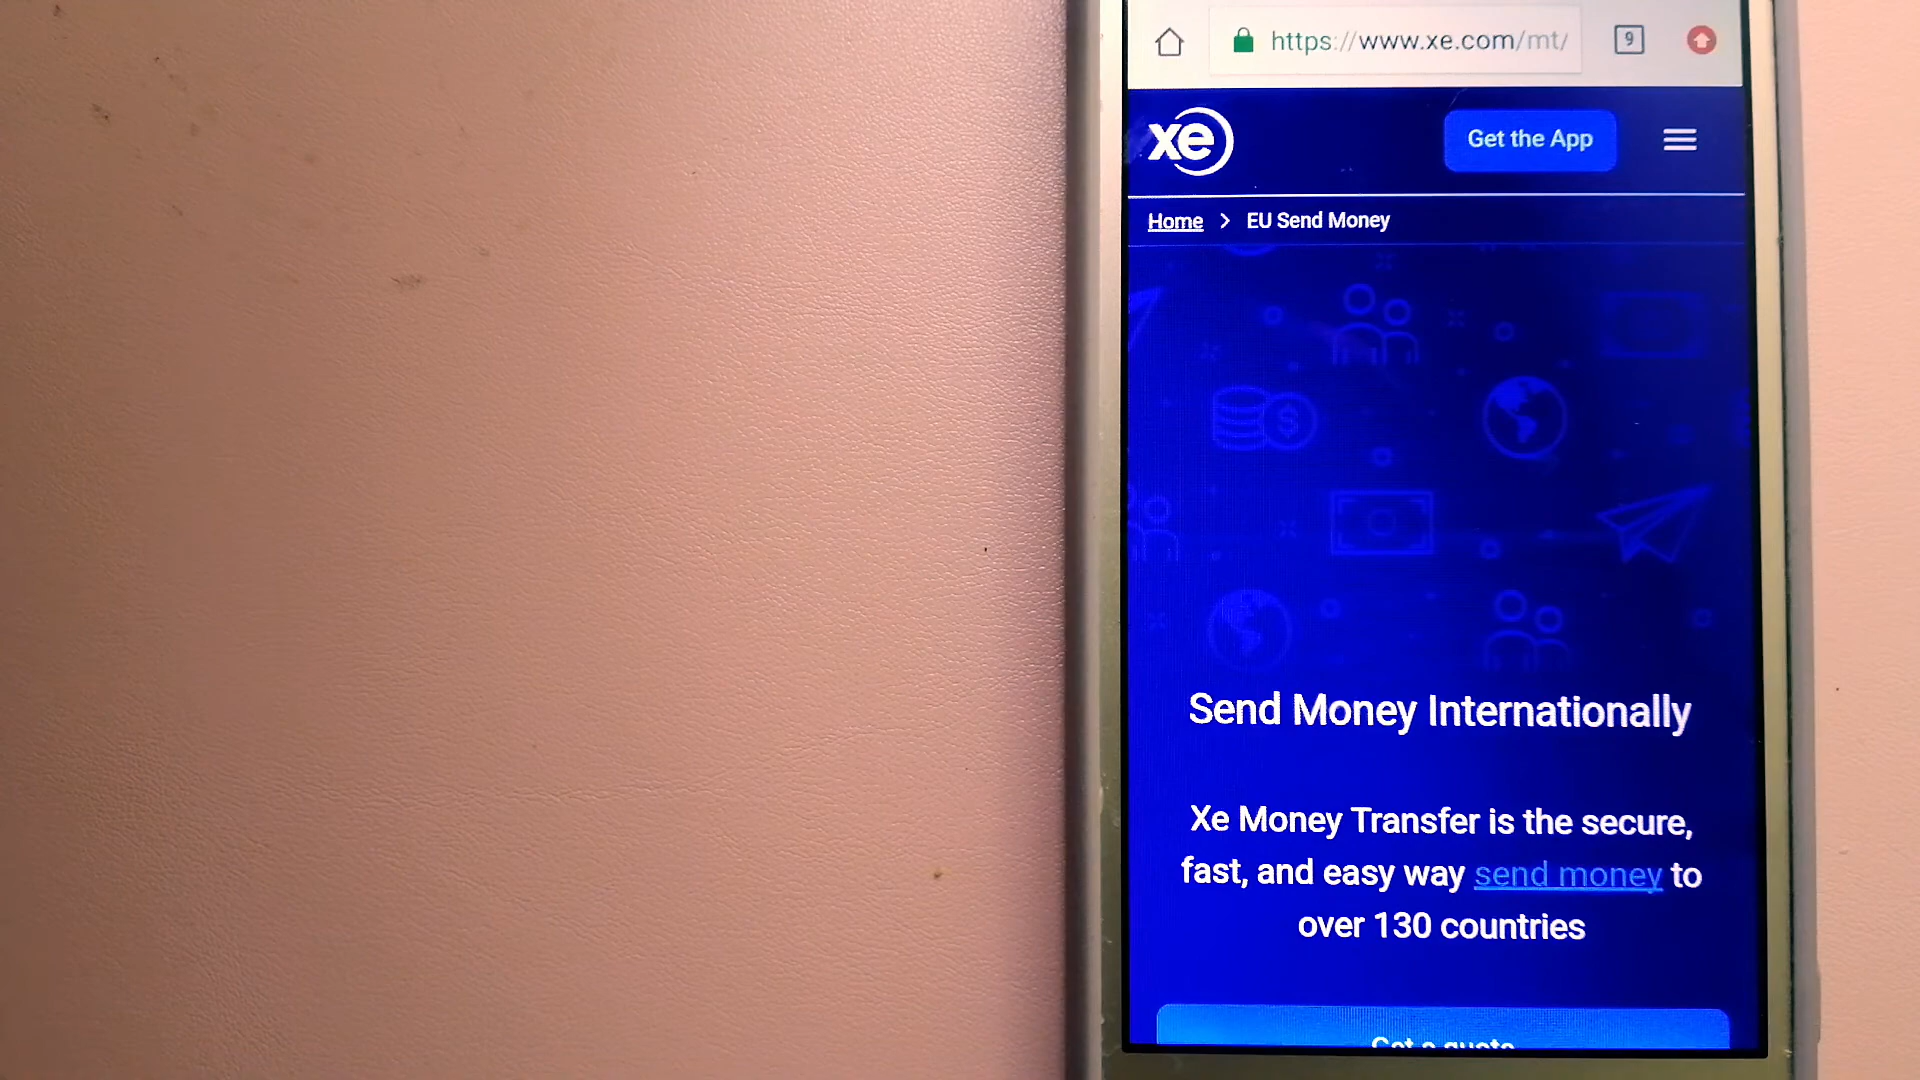 https://www.xe.com/mt/ 9
xe Get the App
Home > EU Send Money
Send Money Internationally
Xe Money Transfer is the secure,
fast, and easy way send money to
over 130 countries
Get a quote